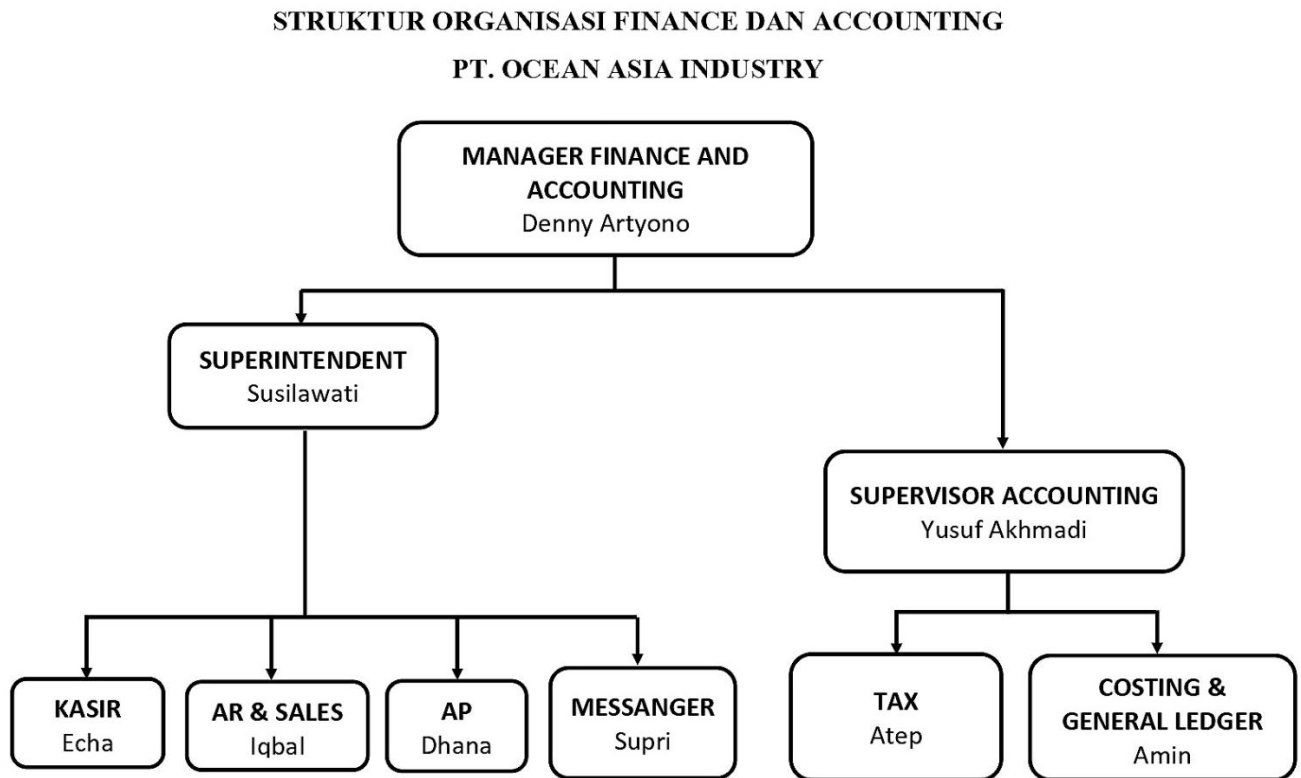 STRUKTUR ORGANISASI FINANCE DAN ACCOUNTING
PT. OCEAN ASIA INDUSTRY
MANAGER FINANCE AND
ACCOUNTING
Denny Artyono
SUPERINTENDENT
Susilawati
SUPERVISOR ACCOUNTING
Yusuf Akhmadi
KASIR
Echa
AR & SALES
Iqbal
AP
Dhana
MESSANGER
Supri
TAX
Atep
COSTING &
GENERAL LEDGER
Amin